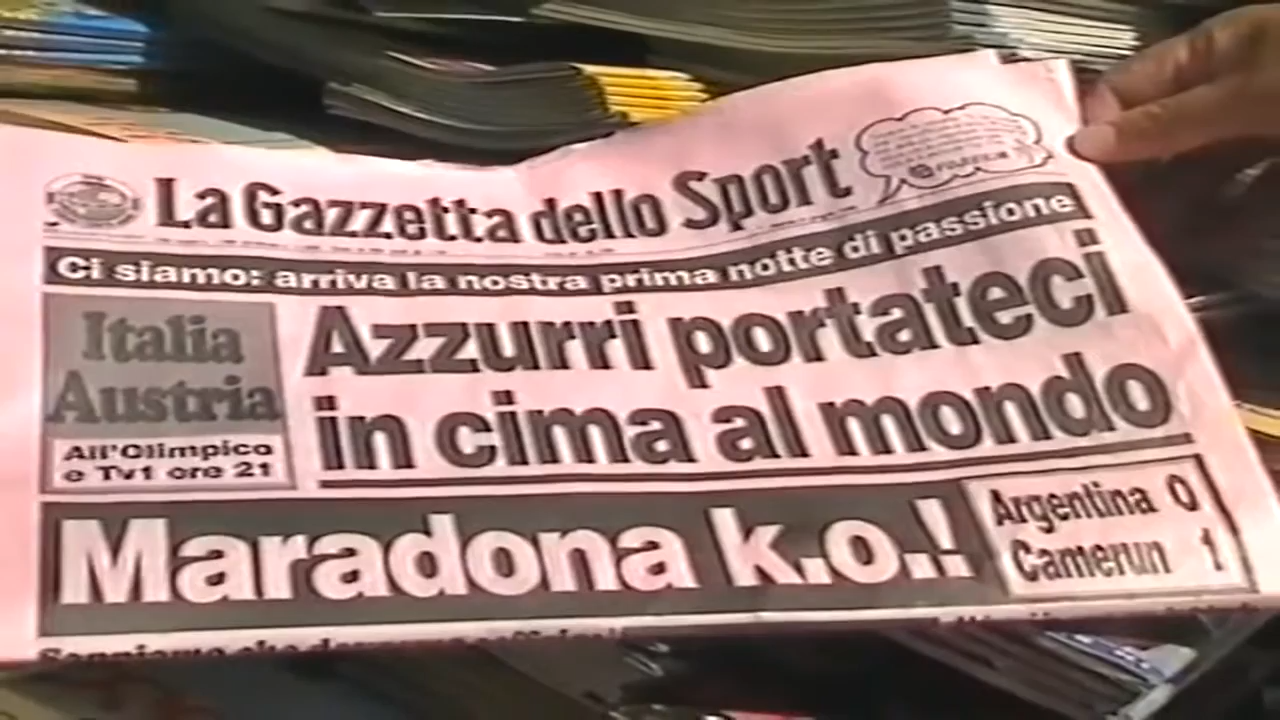 La Gazzetta dello Sport
FUJIFILM
Ci siamo: arriva la nostra prima notte di passione
Italia
Austria
All'Olimpico
e Tv1 ore 21
Azzurri portateci
in cima al mondo
Maradona k.o.!
Argentina 0
Camerun 1